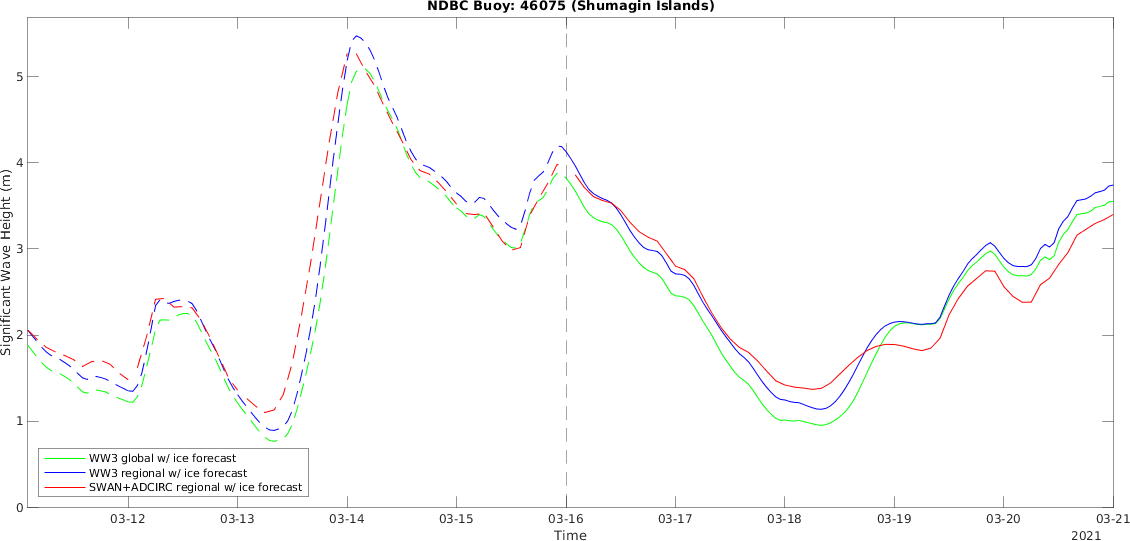 NDBC Buoy: 46075 (Shumagin Islands)
Significant Wave Height (m)
5
4
3
2
1
0
WW3 global w/ ice forecast
WW3 regional w/ ice forecast
SWAN+ADCIRC regional w/ ice forecast
03-12 03-13 03-14 03-15 03-16 03-17 03-18 03-19 03-20 03-21
Time
2021